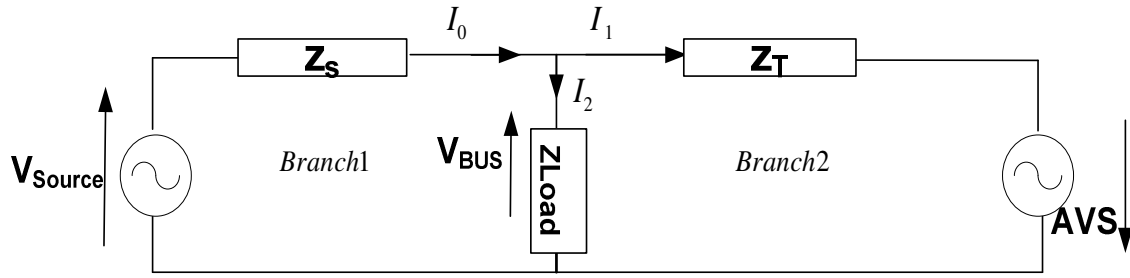 I0
I1
Zs
ZT
I2
VSource
Branch1
VBUS
ZLoad
Branch2
AVS